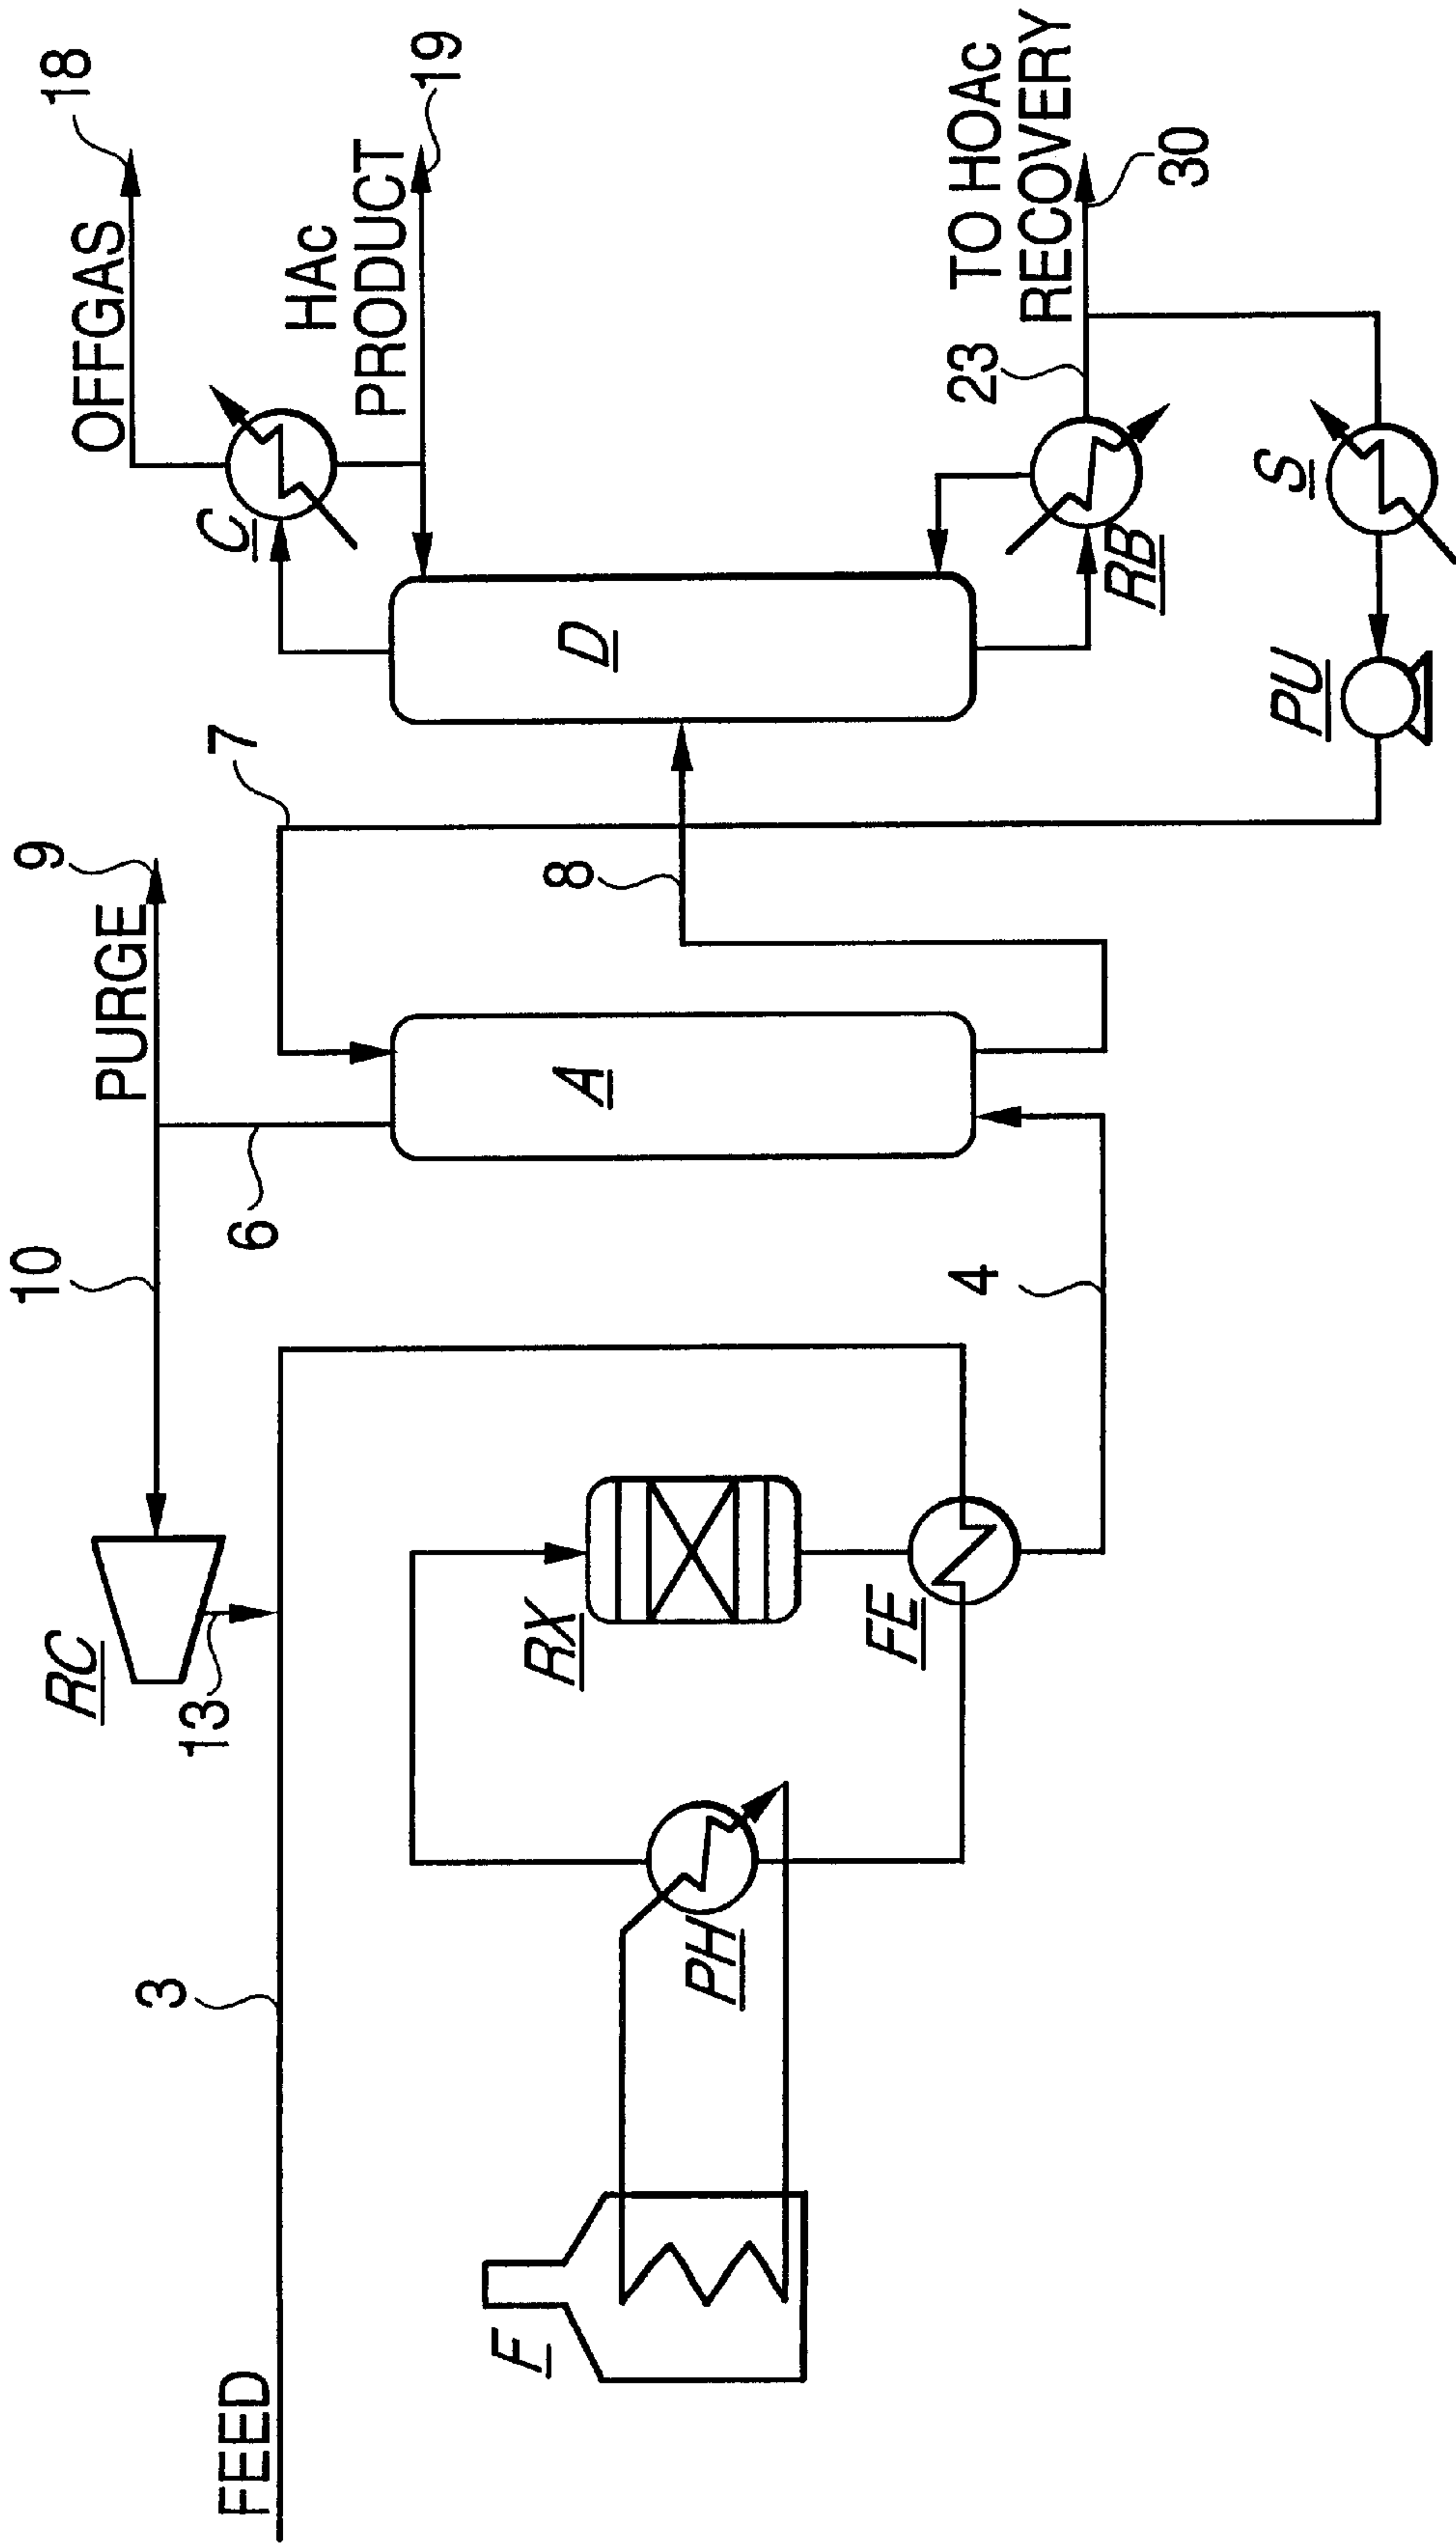 FEED
3
RC
13
10
PURGE
9
6
7
OFFGAS
18
C
HAc
PRODUCT
19
F
PH
RX
FE
4
A
8
D
RB
23
TO HOAc
RECOVERY
30
PU
S